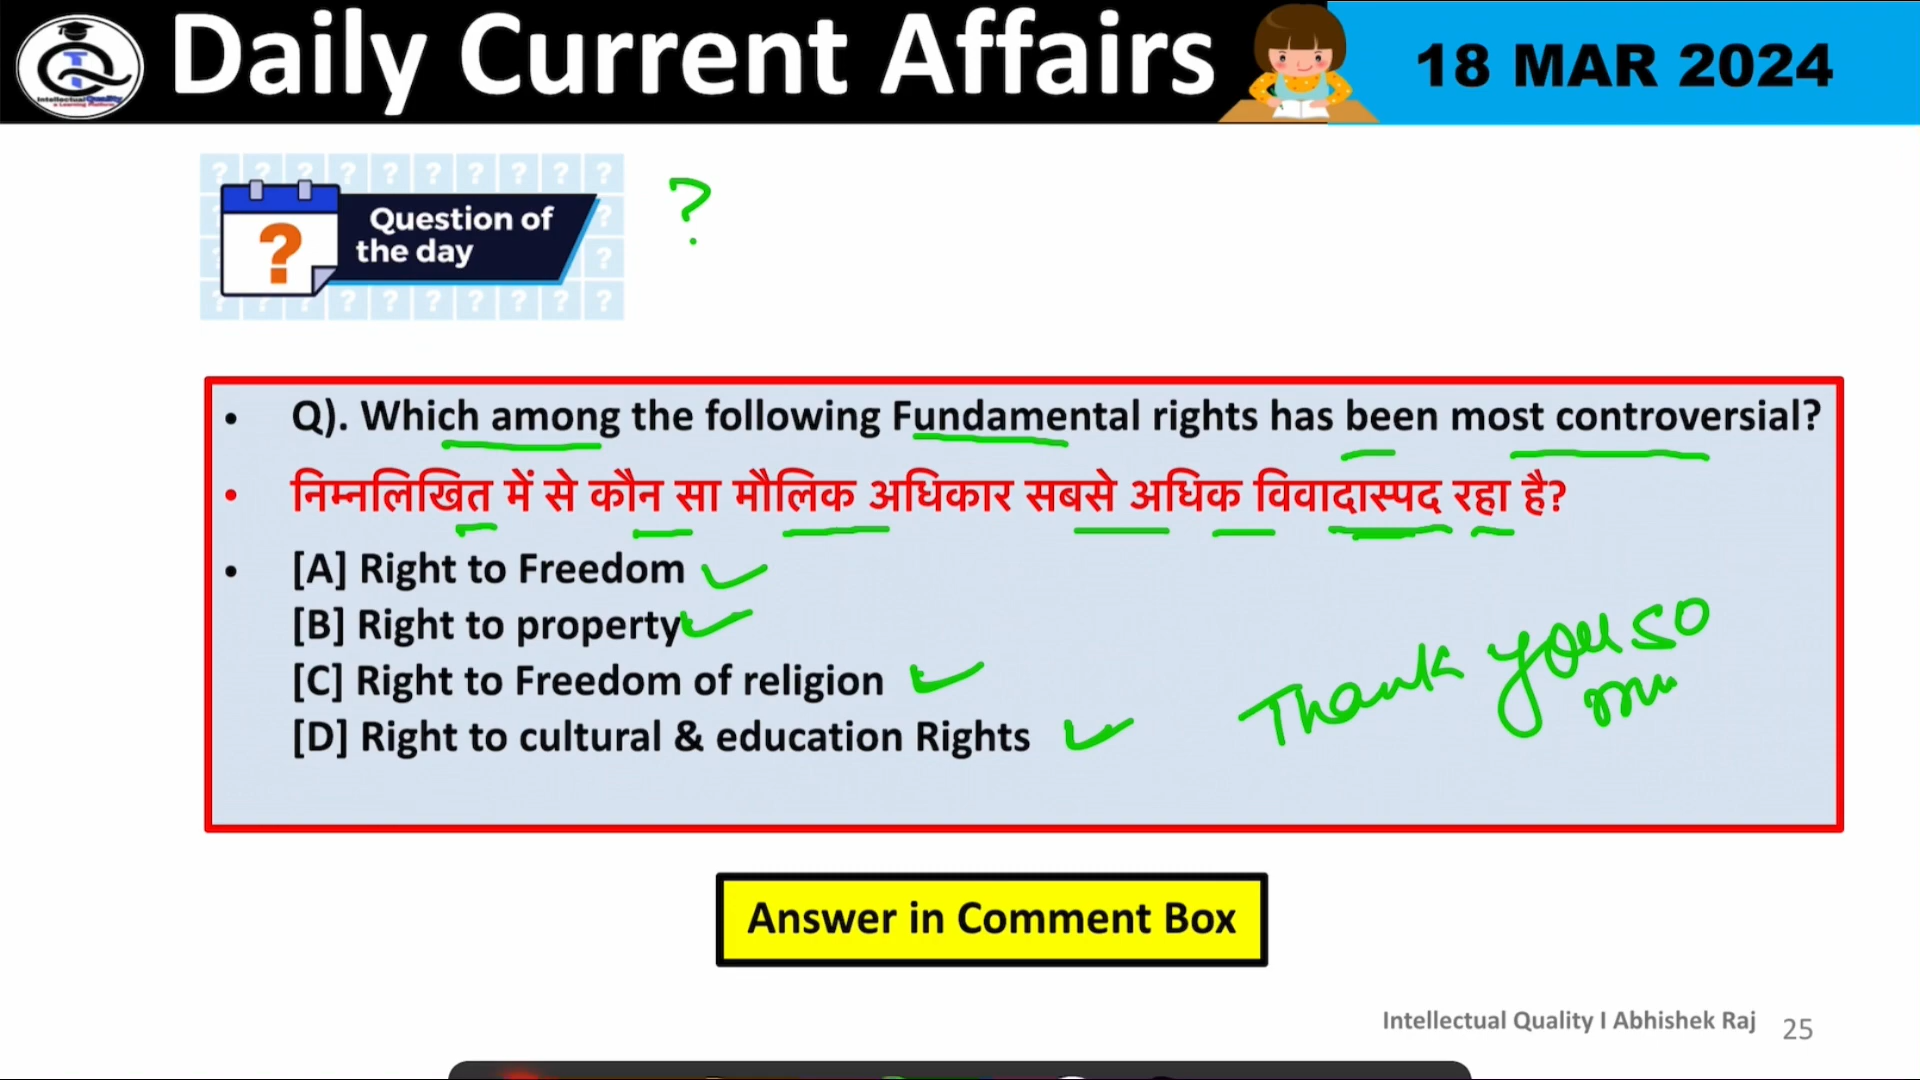 Daily Current Affairs
18 MAR 2024
Intellectual Quality
?
Question of
the day
?
Q). Which among the following Fundamental rights has been most controversial?
निम्नलिखित में से कौन सा मौलिक अधिकार सबसे अधिक विवादास्पद रहा है?
[A] Right to Freedom
[B] Right to property
[C] Right to Freedom of religion
[D] Right to cultural & education Rights
Thank you so
Answer in Comment Box
Intellectual Quality I Abhishek Raj
25